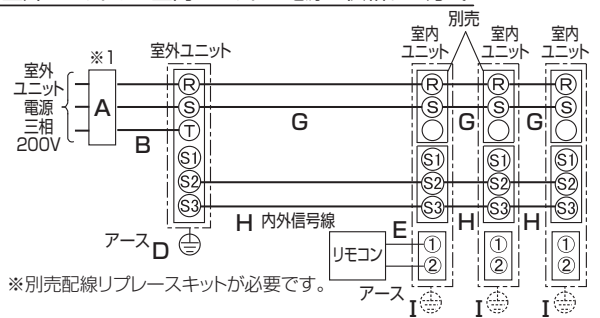 別売
※1
室外ユニット
室内
ユニット
室内
ユニット
室内
ユニット
室外
ユニット
電源
三相
200V
A
B
R
S
T
S1
S2
S3
G
G
G
R
S
S1
S2
S3
R
S
S1
S2
S3
R
S
S1
S2
S3
H 内外信号線
H
H
アース D
E
リモコン
①
②
①
②
①
②
※別売配線リプレースキットが必要です。
アース I
I
I